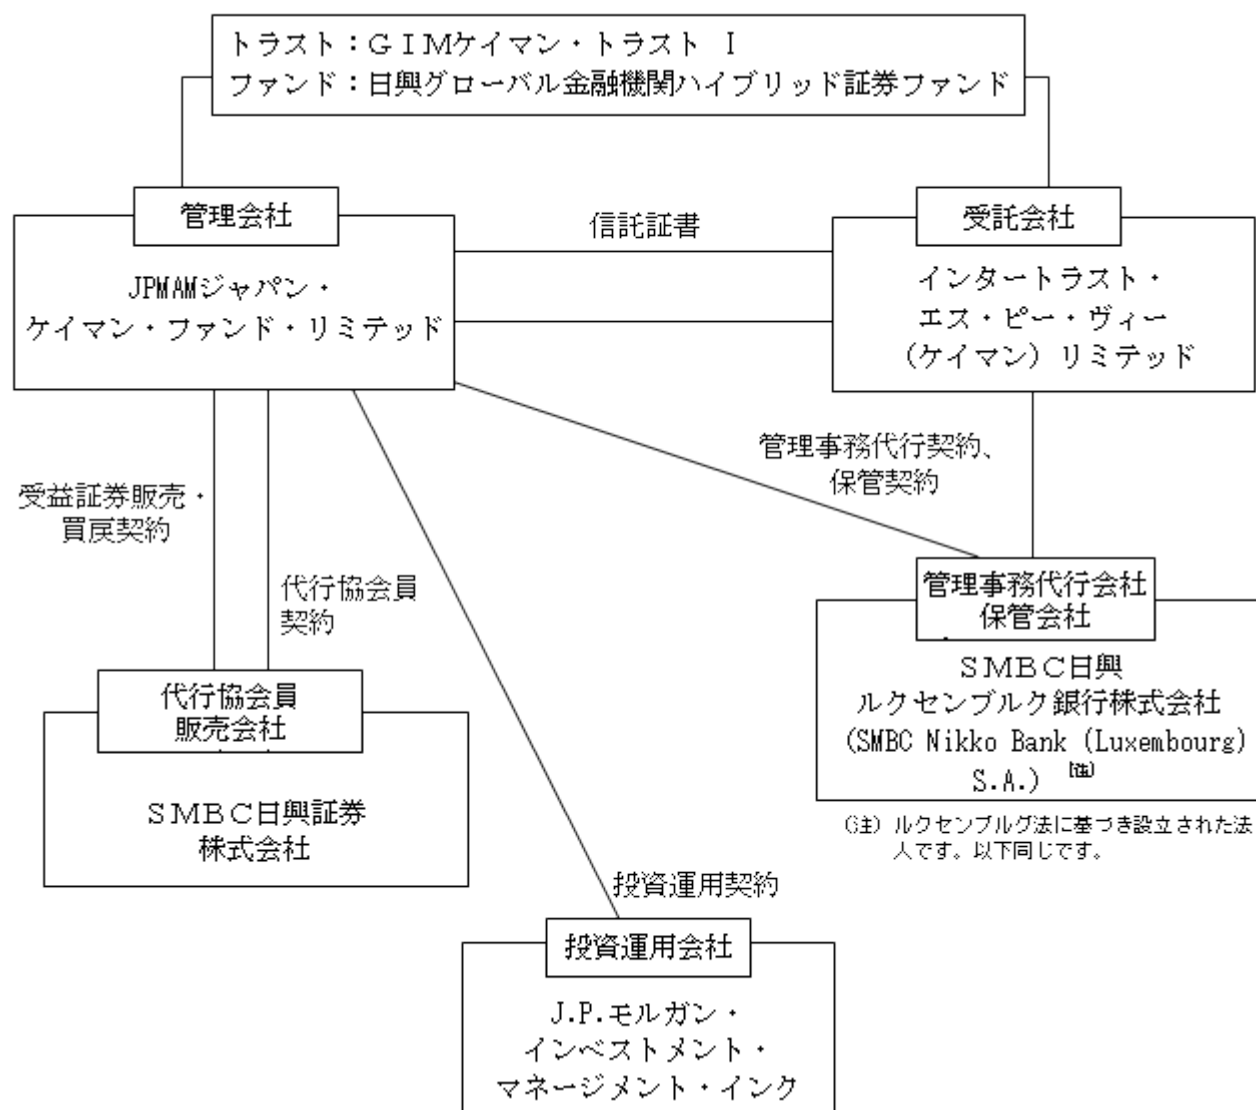 トラスト：ＧＩＭケイマン・トラスト Ｉ
ファンド：日興グローバル金融機関ハイブリッド証券ファンド
管理会社
JPMAMジャパン・
ケイマン・ファンド・リミテッド
信託証書
受託会社
インタートラスト・
エス・ピー・ヴィー
（ケイマン）リミテッド
管理事務代行契約、
保管契約
受益証券販売・
買戻契約
代行協会員
契約
管理事務代行会社
保管会社
ＳＭＢＣ日興
ルクセンブルク銀行株式会社
(SMBC Nikko Bank (Luxembourg)
S.A.) (注)
(注) ルクセンブルグ法に基づき設立された法
人です。以下同じです。
代行協会員
販売会社
ＳＭＢＣ日興証券
株式会社
投資運用契約
投資運用会社
J.P.モルガン・
インベストメント・
マネージメント・インク